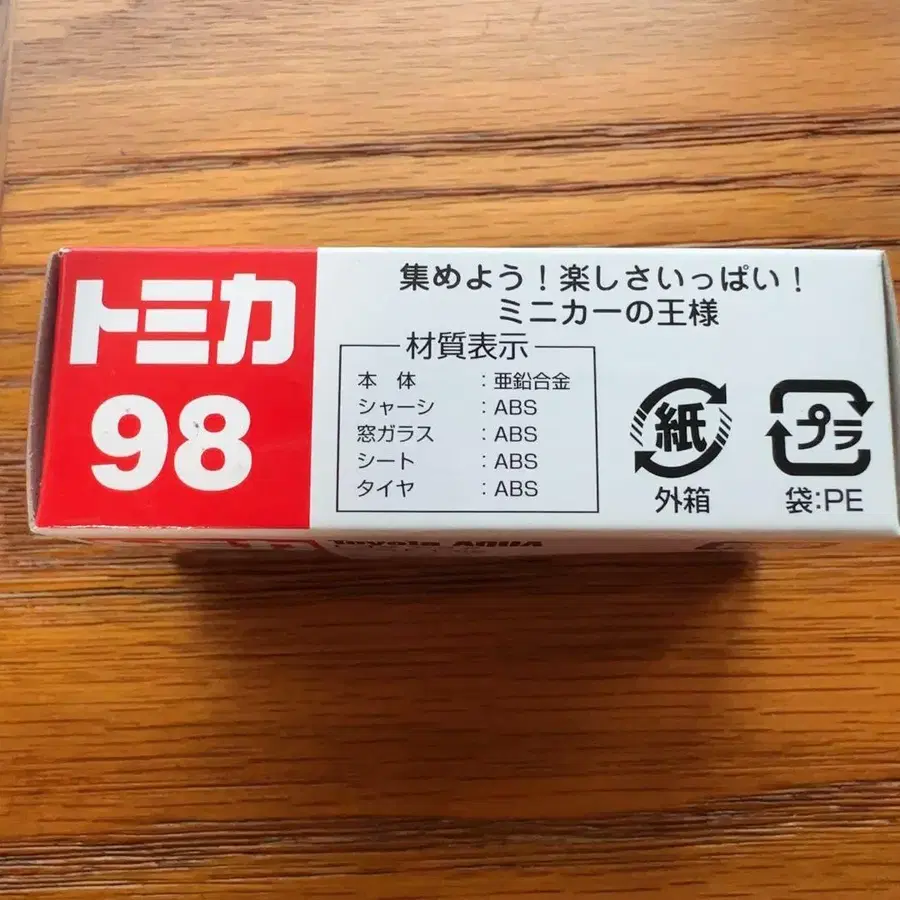 トミカ
98
集めよう！楽しさいっぱい！
ミニカーの王様
材質表示
本 体 ：亜鉛合金
シャーシ ：ABS
窓ガラス ：ABS
シート ：ABS
タイヤ ：ABS
紙
外箱
プラ
袋：PE
AQUA